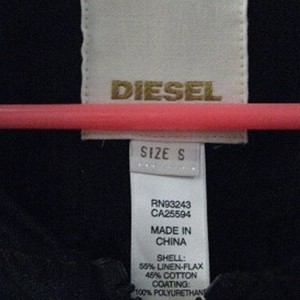 DIESEL
SIZE S
RN93243
CA25594
MADE IN
CHINA
SHELL:
55% LINEN-FLAX
45% COTTON
COATING:
100% POLYURETHANE